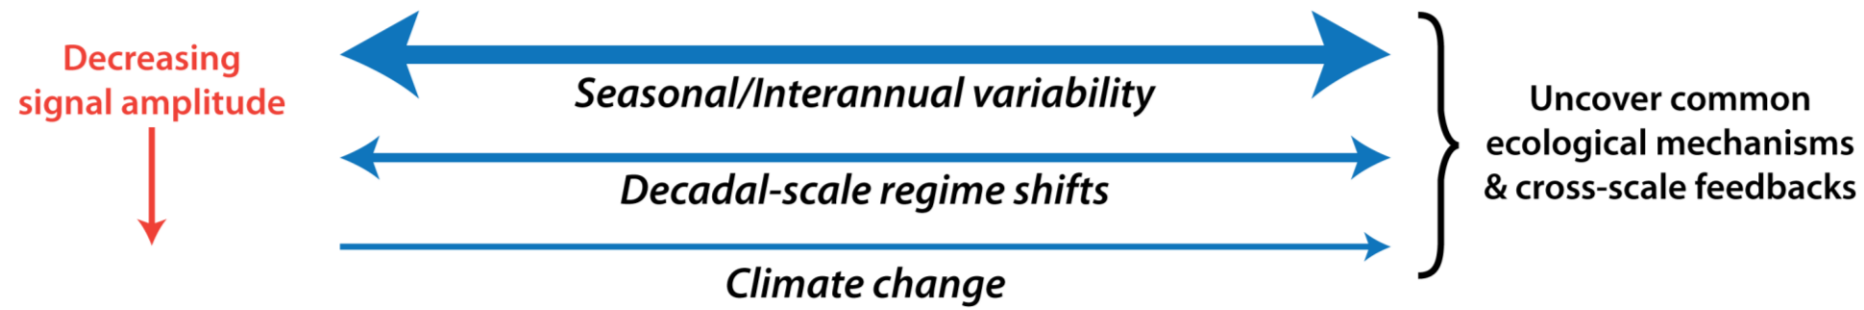 Decreasing
signal amplitude
Seasonal/Interannual variability
Decadal-scale regime shifts
Climate change
Uncover common
ecological mechanisms
& cross-scale feedbacks